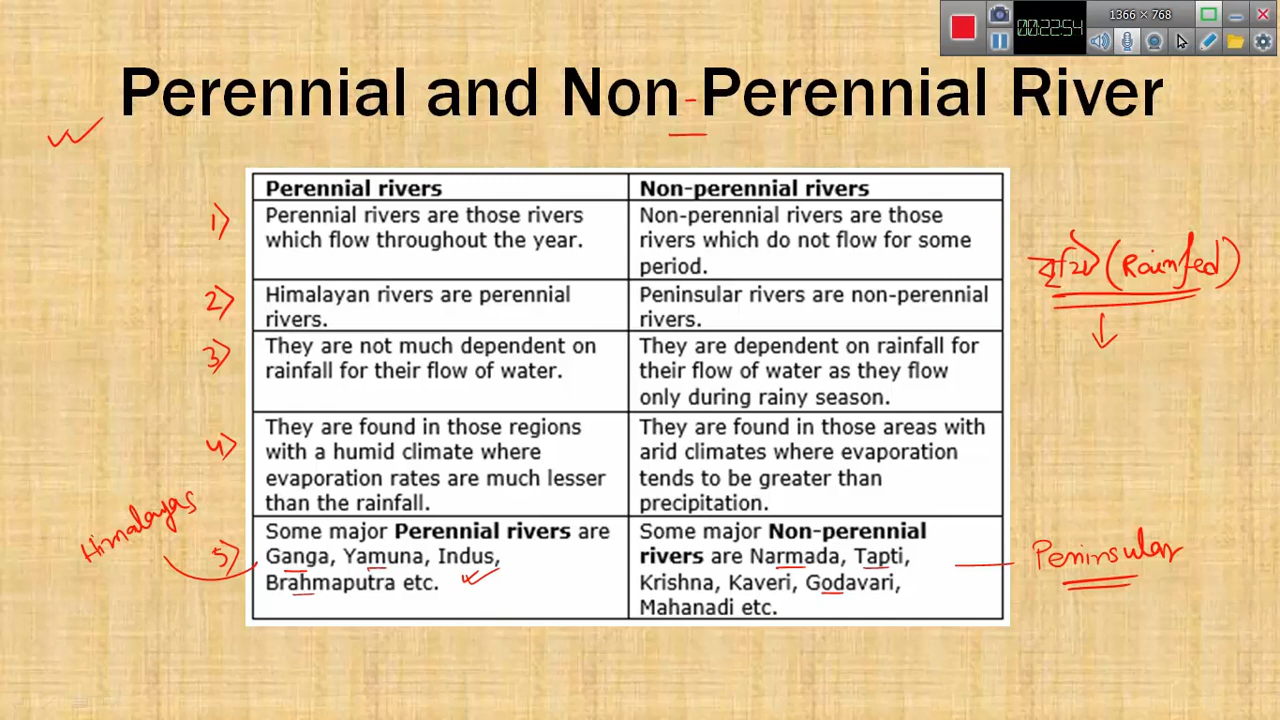 00:22:54
1366 × 768
Perennial and Non-Perennial River
Perennial rivers
Non-perennial rivers
1)
Perennial rivers are those rivers
which flow throughout the year.
Non-perennial rivers are those
rivers which do not flow for some
period.
(Rainfed)
2)
Himalayan rivers are perennial
rivers.
Peninsular rivers are non-perennial
rivers.
3)
They are not much dependent on
rainfall for their flow of water.
They are dependent on rainfall for
their flow of water as they flow
only during rainy season.
4)
They are found in those regions
with a humid climate where
evaporation rates are much lesser
than the rainfall.
They are found in those areas with
arid climates where evaporation
tends to be greater than
precipitation.
Himalayas
5)
Some major Perennial rivers are
Ganga, Yamuna, Indus,
Brahmaputra etc.
Some major Non-perennial
rivers are Narmada, Tapti,
Krishna, Kaveri, Godavari,
Mahanadi etc.
Peninsular